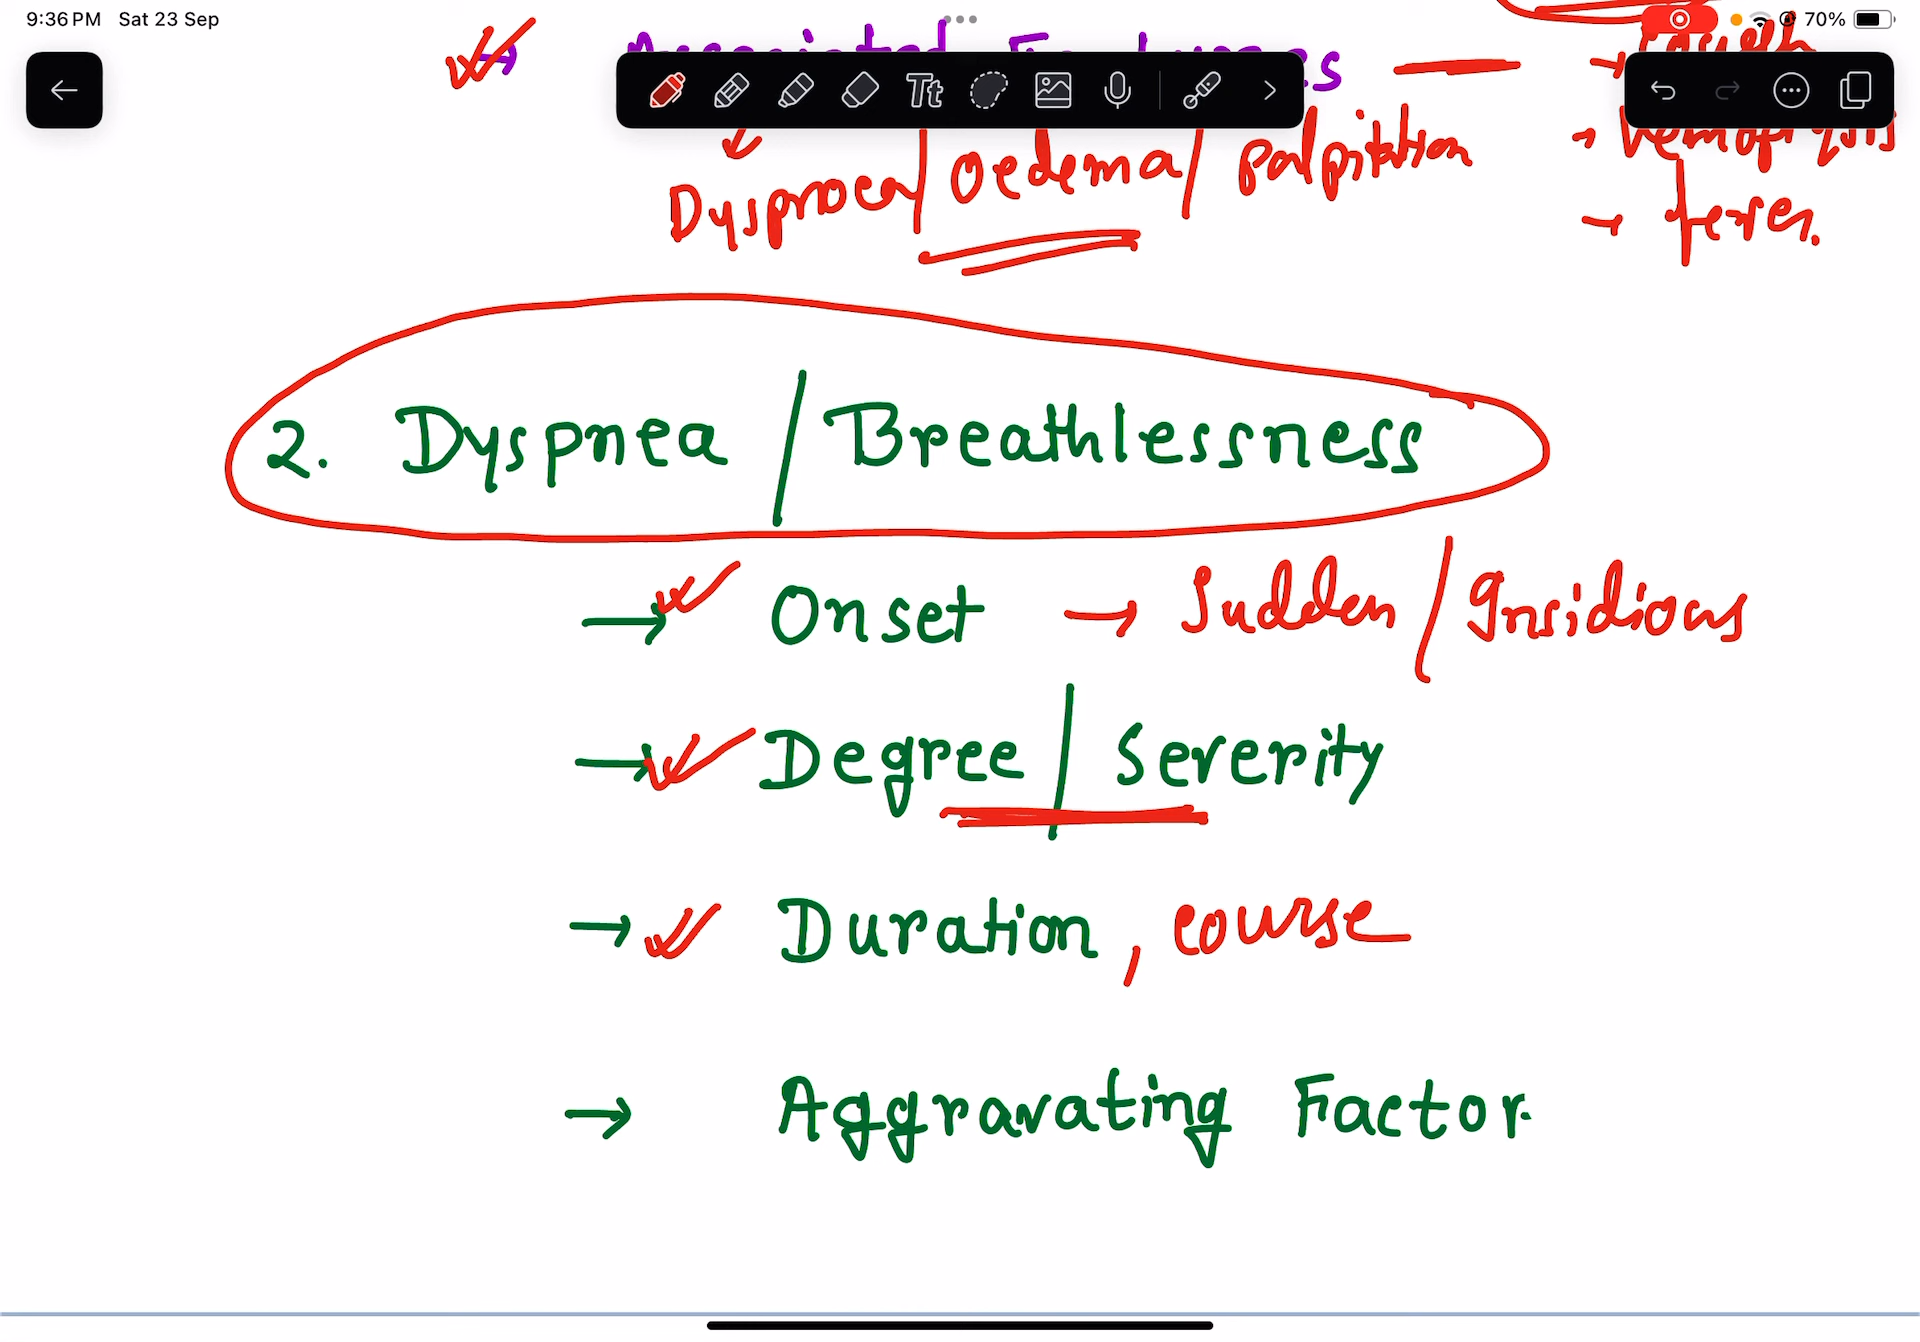 9:36 PM Sat 23 Sep 70%
Tt
Dyspnoea / Oedema / palpitation
→ fever.
2. Dyspnea / Breathlessness
→ Onset → Sudden / Insidious
→ Degree / Severity
→ Duration, course
→ Aggravating Factor